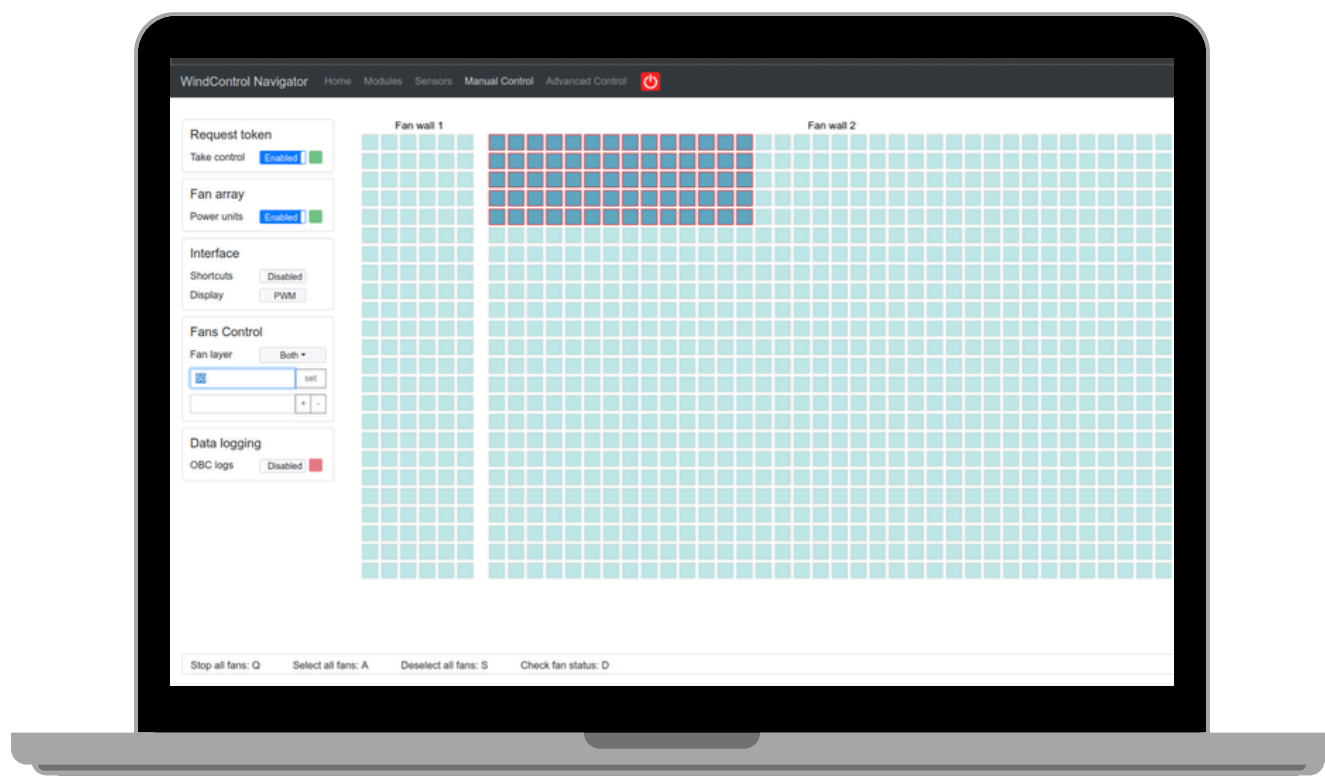 WindControl Navigator Home Modules Sensors Manual Control Advanced Control
Fan wall 1 Fan wall 2
Request token
Take control Enabled
Fan array
Power units Enabled
Interface
Shortcuts Disabled
Display PWM
Fans Control
Fan layer Both
50 set
+ -
Data logging
OBC logs Disabled
Stop all fans: Q Select all fans: A Deselect all fans: S Check fan status: D